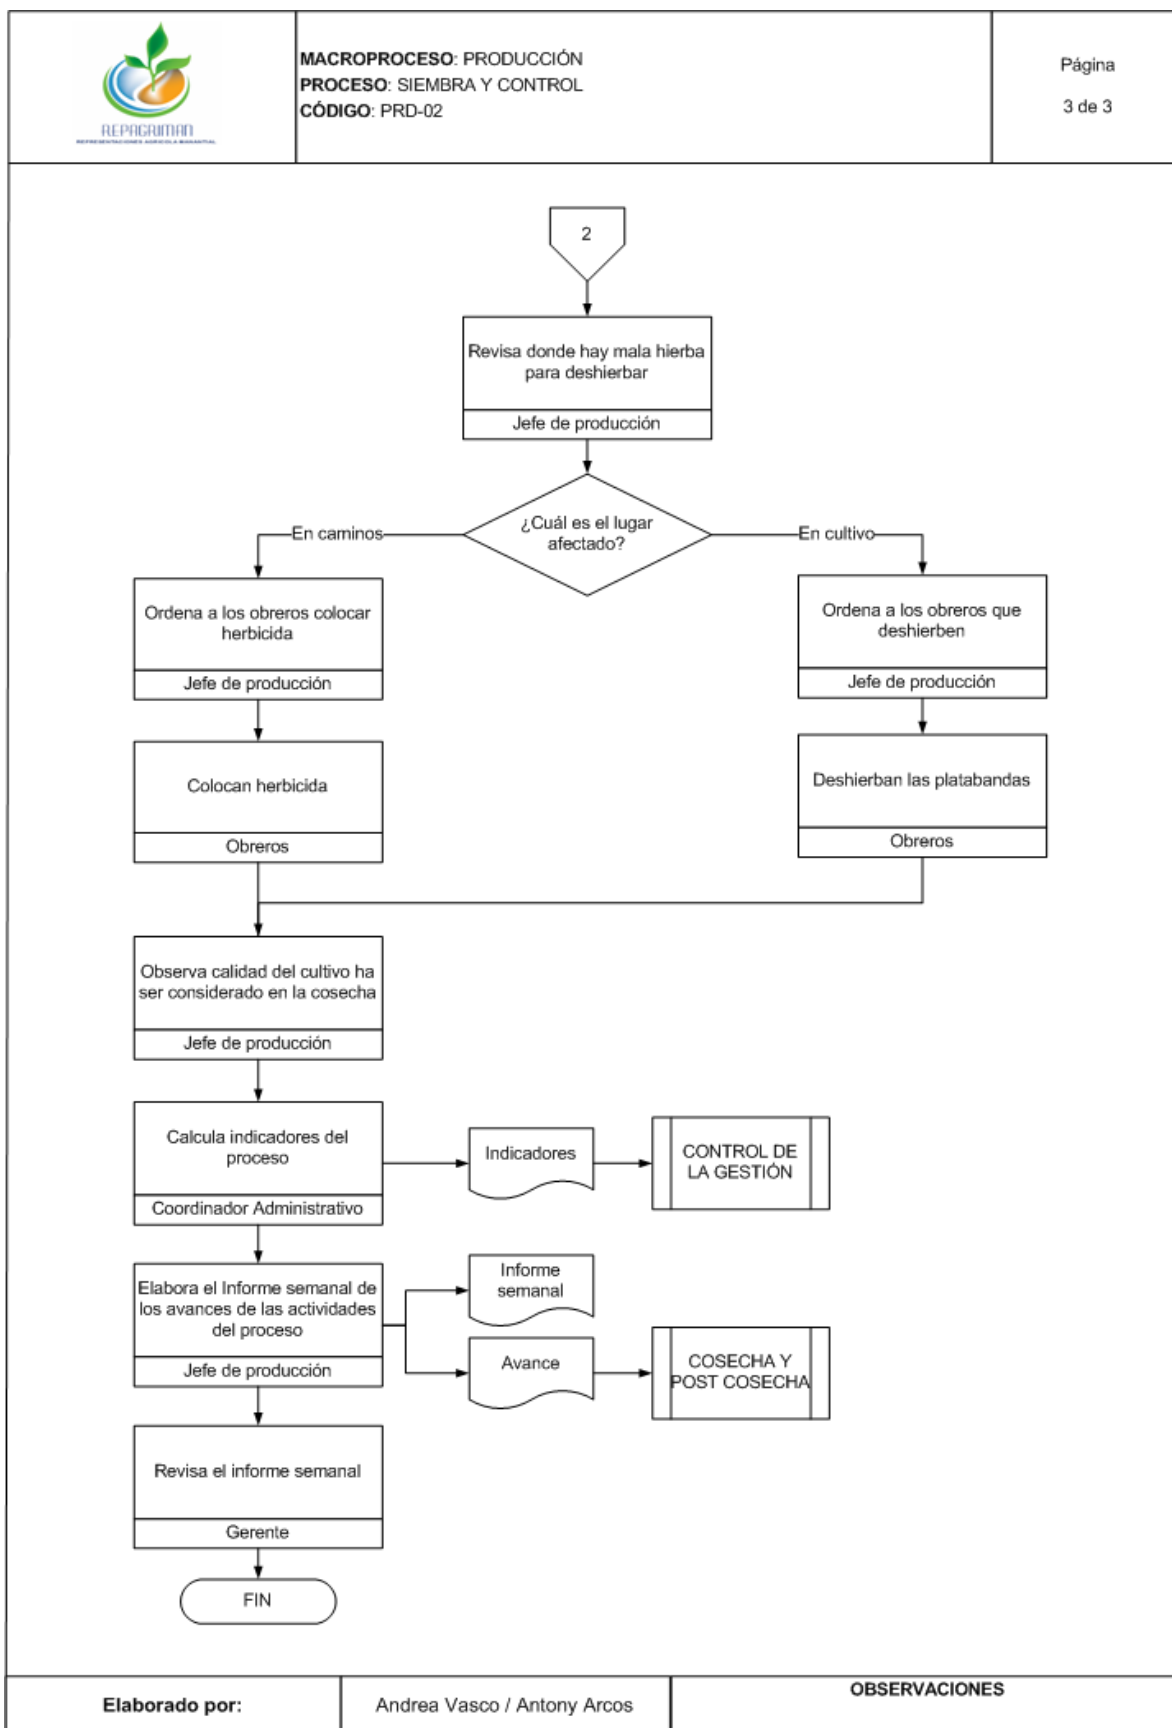 REPAGRIMAN
REPRESENTACIONES AGRICOLA MANANTIAL
MACROPROCESO: PRODUCCIÓN
PROCESO: SIEMBRA Y CONTROL
CÓDIGO: PRD-02
Página
3 de 3
2
Revisa donde hay mala hierba
para deshierbar
Jefe de producción
¿Cuál es el lugar
afectado?
En caminos
En cultivo
Ordena a los obreros colocar
herbicida
Jefe de producción
Ordena a los obreros que
deshierben
Jefe de producción
Colocan herbicida
Obreros
Deshierban las platabandas
Obreros
Observa calidad del cultivo ha
ser considerado en la cosecha
Jefe de producción
Calcula indicadores del
proceso
Coordinador Administrativo
Indicadores
CONTROL DE
LA GESTIÓN
Elabora el Informe semanal de
los avances de las actividades
del proceso
Jefe de producción
Informe
semanal
Avance
COSECHA Y
POST COSECHA
Revisa el informe semanal
Gerente
FIN
Elaborado por:
Andrea Vasco / Antony Arcos
OBSERVACIONES